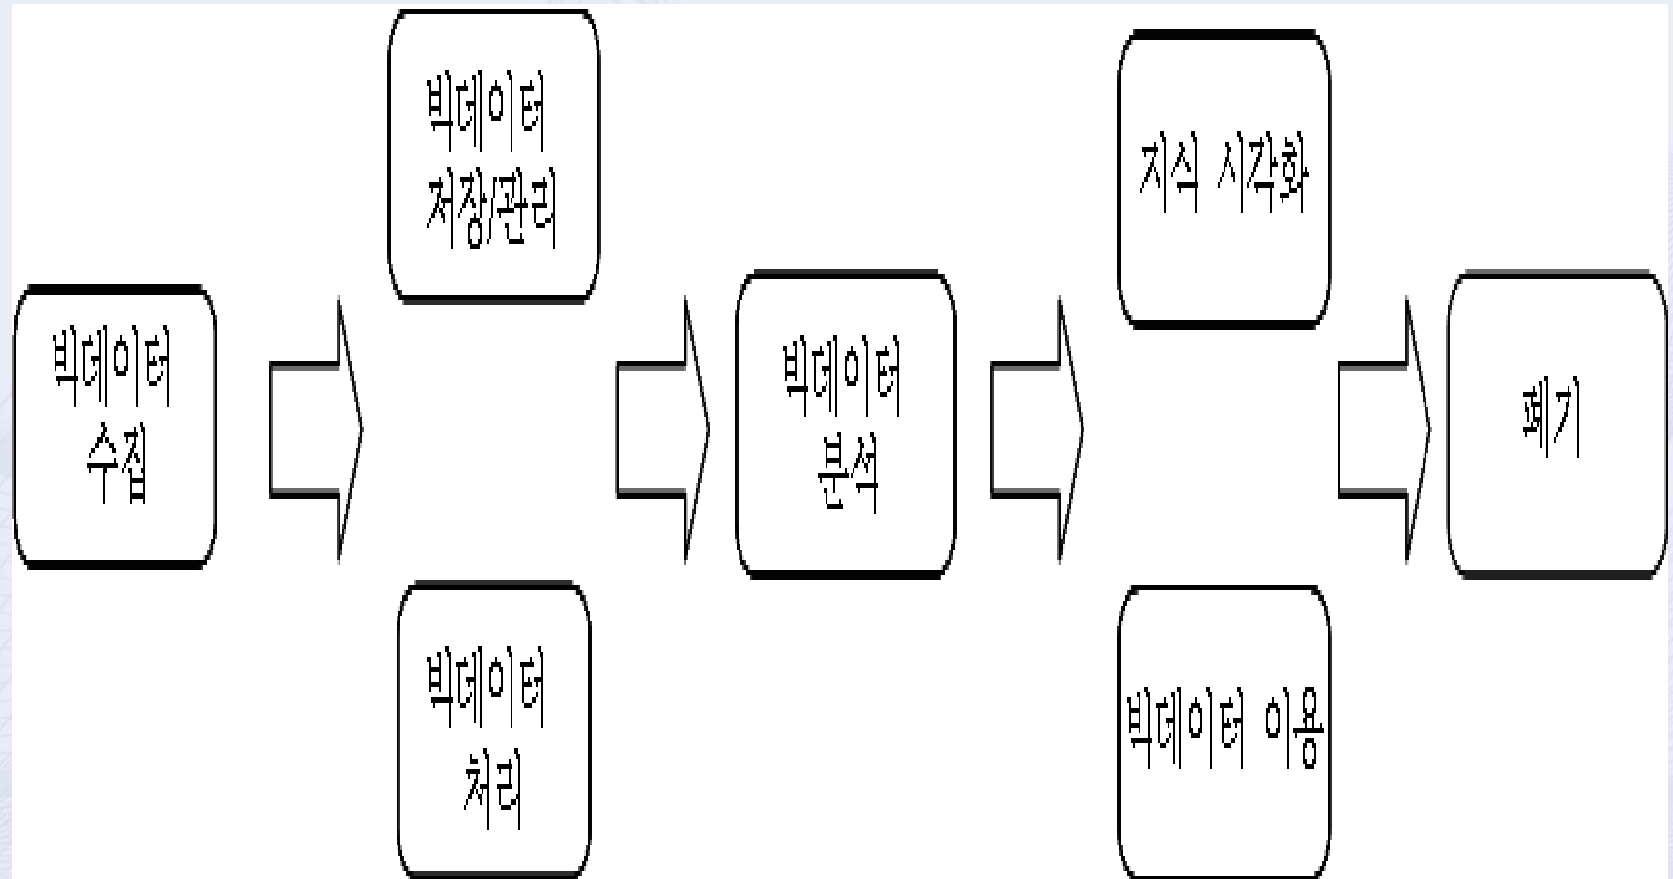 빅데이터
수집
빅데이터
저장/관리
빅데이터
처리
빅데이터
분석
지식 시각화
빅데이터 이용
폐기